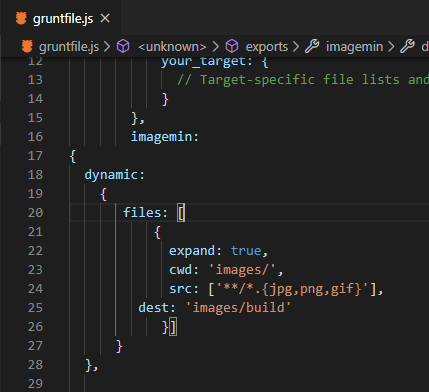 gruntfile.js ×
gruntfile.js > <unknown> > exports > imagemin > d
12 your_target: {
13 // Target-specific file lists and
14 }
15 },
16 imagemin:
17 {
18 dynamic:
19 {
20 files: [
21 {
22 expand: true,
23 cwd: 'images/',
24 src: ['**/*.{jpg,png,gif}'],
25 dest: 'images/build'
26 }]
27 }
28 },
29